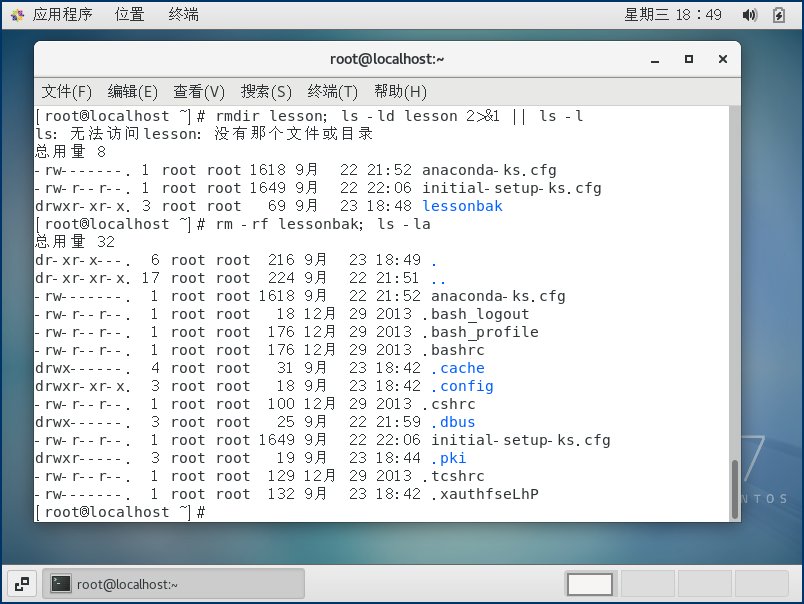 应用程序 位置 终端 星期三 18：49
root@localhost:~
文件(F) 编辑(E) 查看(V) 搜索(S) 终端(T) 帮助(H)
[root@localhost ~]# rmdir lesson; ls -ld lesson 2>&1 || ls -l
ls: 无法访问lesson: 没有那个文件或目录
总用量 8
-rw-------. 1 root root 1618 9月  22 21:52 anaconda-ks.cfg
-rw-r--r--. 1 root root 1649 9月  22 22:06 initial-setup-ks.cfg
drwxr-xr-x. 3 root root   69 9月  23 18:48 lessonbak
[root@localhost ~]# rm -rf lessonbak; ls -la
总用量 32
dr-xr-x---.  6 root root  216 9月  23 18:49 .
dr-xr-xr-x. 17 root root  224 9月  22 21:51 ..
-rw-------.  1 root root 1618 9月  22 21:52 anaconda-ks.cfg
-rw-r--r--.  1 root root   18 12月 29 2013 .bash_logout
-rw-r--r--.  1 root root  176 12月 29 2013 .bash_profile
-rw-r--r--.  1 root root  176 12月 29 2013 .bashrc
drwx------.  4 root root   31 9月  23 18:42 .cache
drwxr-xr-x.  3 root root   18 9月  23 18:42 .config
-rw-r--r--.  1 root root  100 12月 29 2013 .cshrc
drwx------.  3 root root   25 9月  22 21:59 .dbus
-rw-r--r--.  1 root root 1649 9月  22 22:06 initial-setup-ks.cfg
drwxr-----.  3 root root   19 9月  23 18:44 .pki
-rw-r--r--.  1 root root  129 12月 29 2013 .tcshrc
-rw-------.  1 root root  132 9月  23 18:42 .xauthfseLhP
[root@localhost ~]#
7
NTOS
root@localhost:~